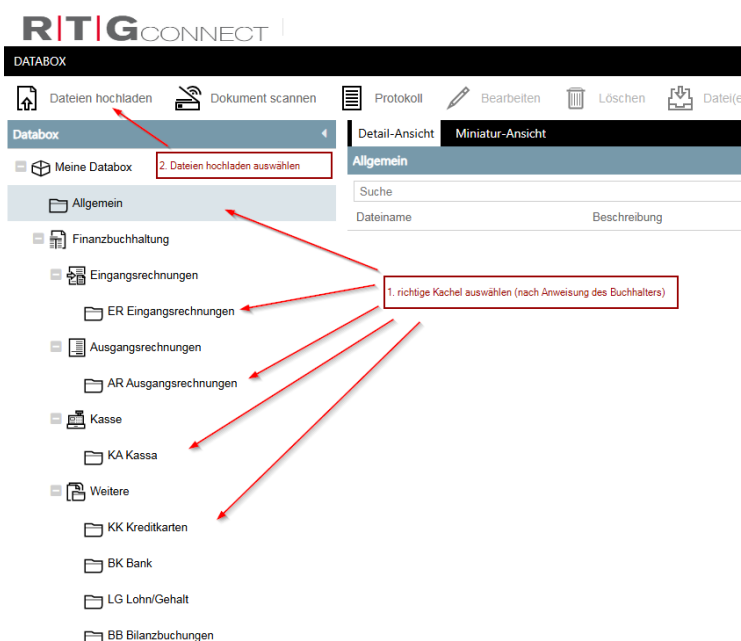 R|T|GCONNECT
DATABOX
Dateien hochladen Dokument scannen Protokoll Bearbeiten Löschen Datei(e
Databox
Detail-Ansicht Miniatur-Ansicht
Meine Databox
2. Dateien hochladen auswählen
Allgemein
Suche
Dateiname Beschreibung
Allgemein
Finanzbuchhaltung
Eingangsrechnungen
1. richtige Kachel auswählen (nach Anweisung des Buchhalters)
ER Eingangsrechnungen
Ausgangsrechnungen
AR Ausgangsrechnungen
Kasse
KA Kassa
Weitere
KK Kreditkarten
BK Bank
LG Lohn/Gehalt
BB Bilanzbuchungen